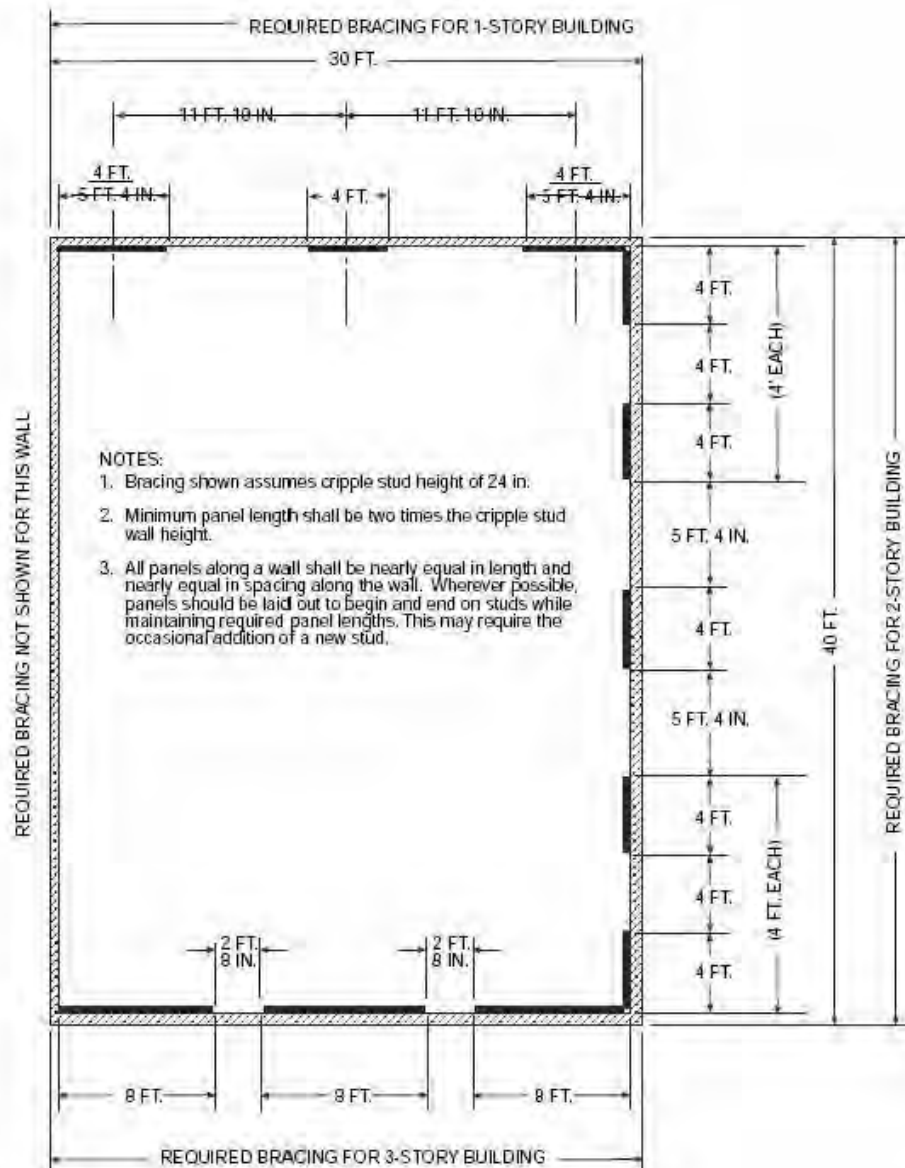 REQUIRED BRACING FOR 1-STORY BUILDING
30 FT.
11 FT. 10 IN.
11 FT. 10 IN.
4 FT.
5 FT. 4 IN.
4 FT.
4 FT.
5 FT. 4 IN.
4 FT.
4 FT.
4 FT.
(4' EACH)
5 FT. 4 IN.
4 FT.
5 FT. 4 IN.
4 FT.
4 FT.
4 FT.
(4 FT. EACH)
40 FT.
REQUIRED BRACING FOR 2-STORY BUILDING
REQUIRED BRACING NOT SHOWN FOR THIS WALL
NOTES:
1. Bracing shown assumes cripple stud height of 24 in.
2. Minimum panel length shall be two times the cripple stud
wall height.
3. All panels along a wall shall be nearly equal in length and
nearly equal in spacing along the wall. Wherever possible,
panels should be laid out to begin and end on studs while
maintaining required panel lengths. This may require the
occasional addition of a new stud.
2 FT.
8 IN.
2 FT.
8 IN.
8 FT.
8 FT.
8 FT.
REQUIRED BRACING FOR 3-STORY BUILDING